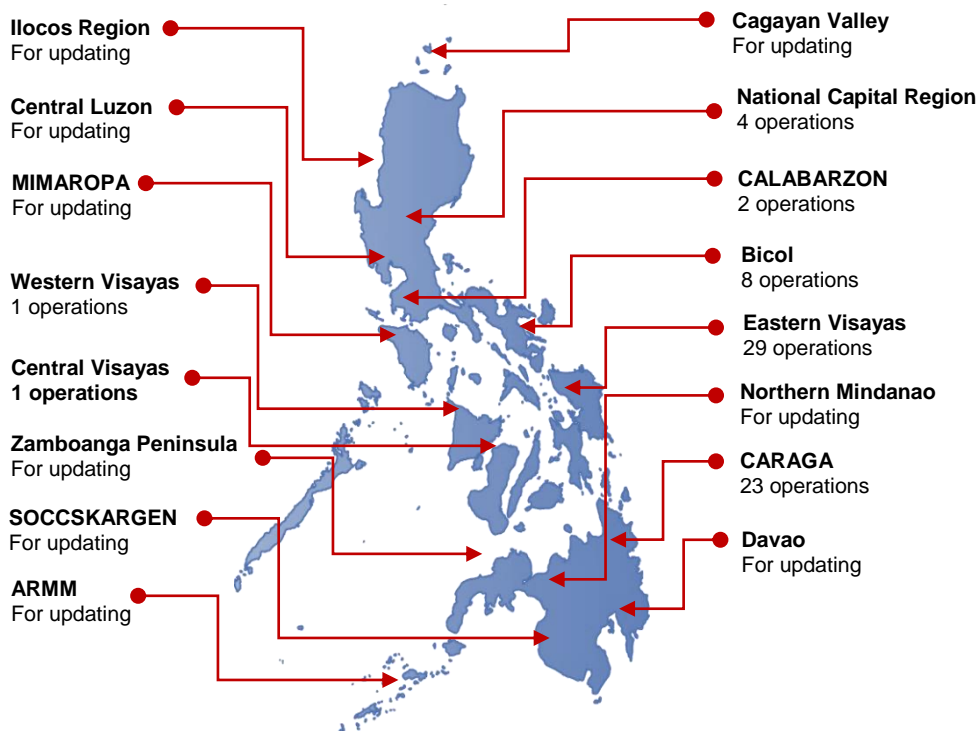 Ilocos Region
For updating
Central Luzon
For updating
MIMAROPA
For updating
Western Visayas
1 operations
Central Visayas
1 operations
Zamboanga Peninsula
For updating
SOCCSKARGEN
For updating
ARMM
For updating
Cagayan Valley
For updating
National Capital Region
4 operations
CALABARZON
2 operations
Bicol
8 operations
Eastern Visayas
29 operations
Northern Mindanao
For updating
CARAGA
23 operations
Davao
For updating